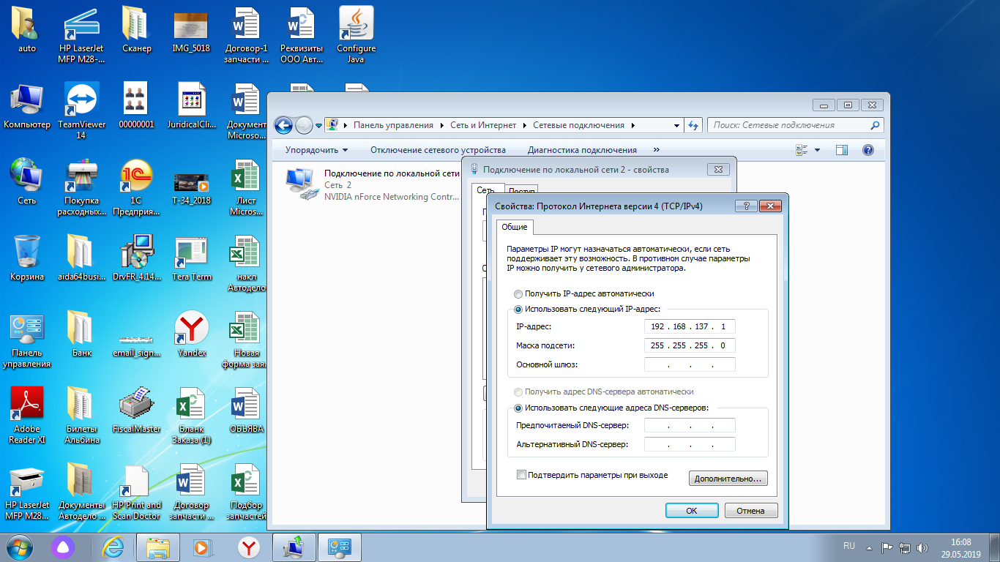 auto
HP LaserJet
MFP M28-...
Сканер
IMG_5018
Договор-1
запчасти ...
Реквизиты
ООО Авт...
Configure
Java
Компьютер
TeamViewer
14
00000001
JuridicalCli...
Документ
Microso...
Сеть
Покупка
расходных...
1С
Предприя...
T-34_2018
Лист
Micros...
Корзина
aida64busi...
DrvFR_4.14...
Tera Term
накл
Автодело
Панель
управления
Банк
email_sign...
Yandex
Новая
форма зая
Adobe
Reader XI
Билеты
Альбина
FiscalMaster
Бланк
Заказа (1)
ОБЪЯВА
HP LaserJet
MFP M28...
Документы
Автодело ...
HP Print and
Scan Doctor
Договор
запчасти ...
Подбор
запчастей
Панель управления
Сеть и Интернет
Сетевые подключения
Поиск: Сетевые подключения
Упорядочить
Отключение сетевого устройства
Диагностика подключения
»
Подключение по локальной сети
Сеть 2
NVIDIA nForce Networking Contr...
Подключение по локальной сети 2 - свойства
Сеть
Доступ
Свойства: Протокол Интернета версии 4 (TCP/IPv4)
Общие
Параметры IP могут назначаться автоматически, если сеть
поддерживает эту возможность. В противном случае параметры
IP можно получить у сетевого администратора.
Получить IP-адрес автоматически
Использовать следующий IP-адрес:
IP-адрес: 192 . 168 . 137 . 1
Маска подсети: 255 . 255 . 255 . 0
Основной шлюз: . . .
Получить адрес DNS-сервера автоматически
Использовать следующие адреса DNS-серверов:
Предпочитаемый DNS-сервер: . . .
Альтернативный DNS-сервер: . . .
Подтвердить параметры при выходе
Дополнительно...
ОК
Отмена
RU
16:08
29.05.2019